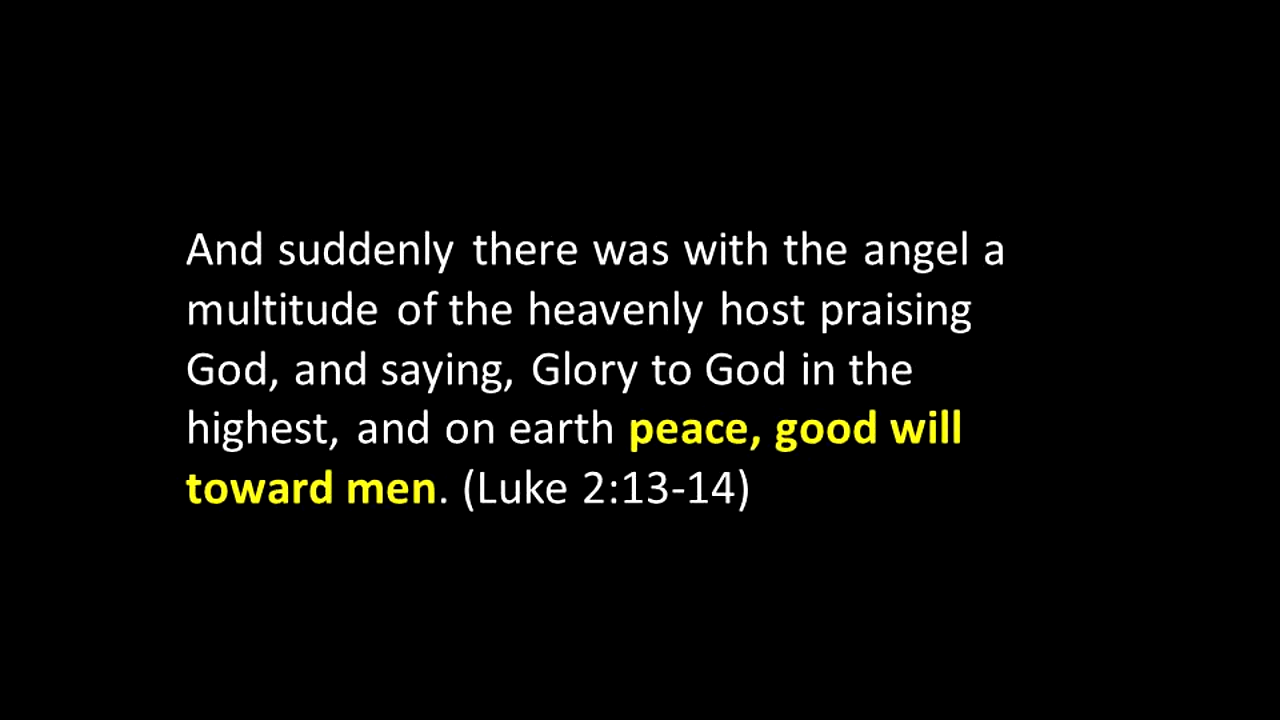 And suddenly there was with the angel a
multitude of the heavenly host praising
God, and saying, Glory to God in the
highest, and on earth peace, good will
toward men. (Luke 2:13-14)